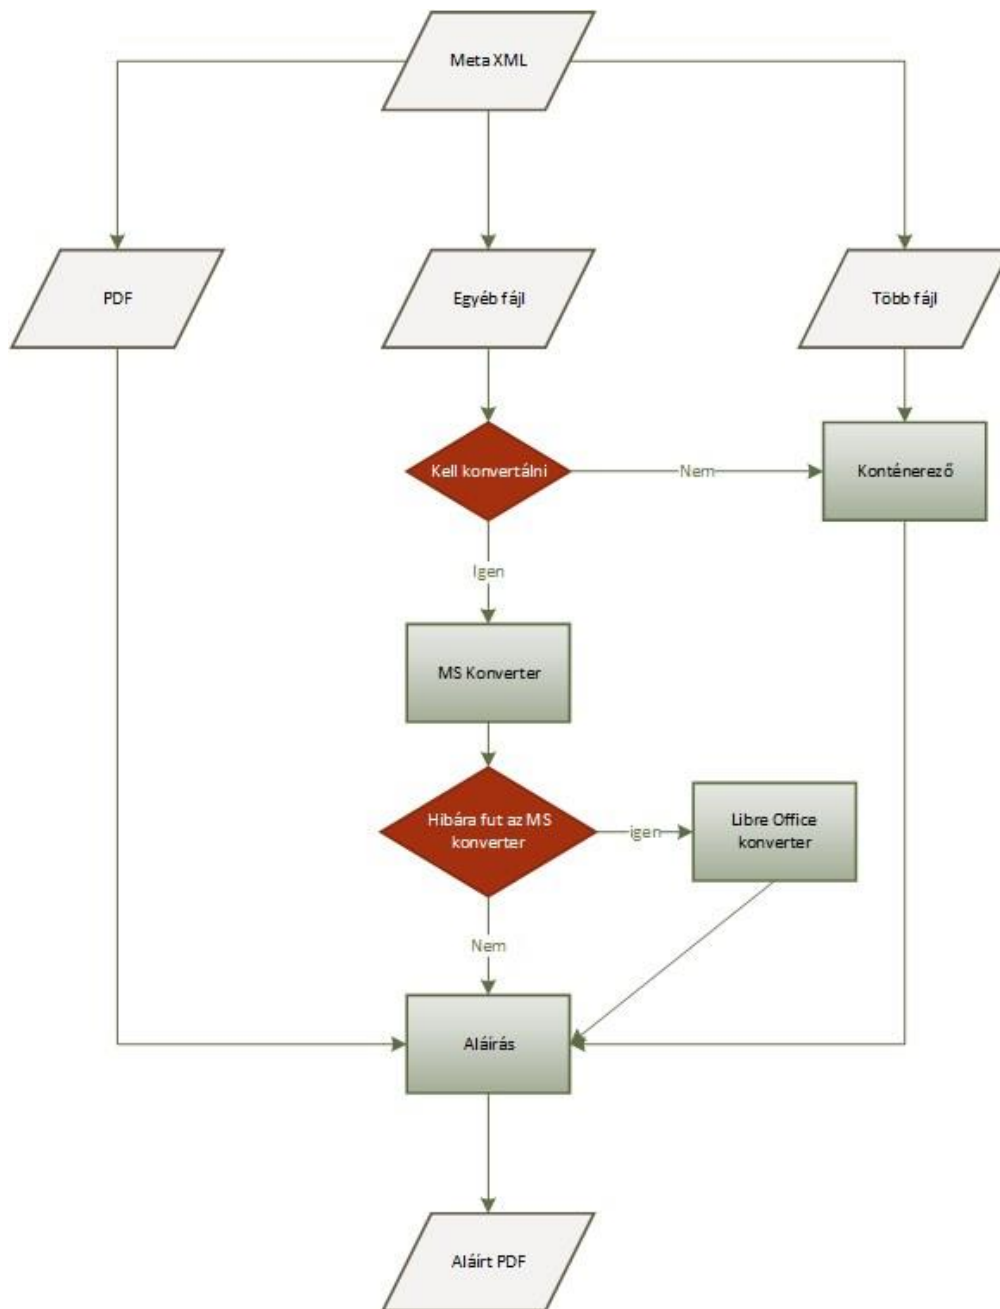 Meta XML
PDF
Egyéb fájl
Több fájl
Kell konvertálni
Nem
Konténerező
Igen
MS Konverter
Hibára fut az MS
konverter
igen
Libre Office
konverter
Nem
Aláírás
Aláírt PDF